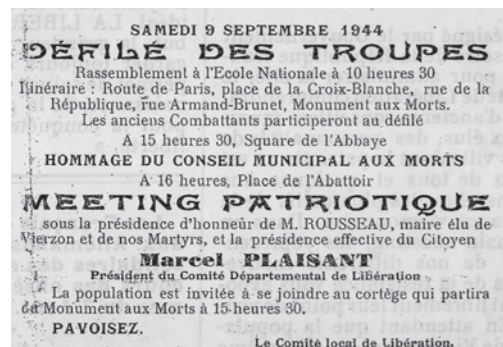 SAMEDI 9 SEPTEMBRE 1944
DÉFILÉ DES TROUPES
Rassemblement à l'Ecole Nationale à 10 heures 30
Itinéraire : Route de Paris, place de la Croix-Blanche, rue de la
République, rue Armand-Brunet, Monument aux Morts.
Les anciens Combattants participeront au défilé
A 15 heures 30, Square de l'Abbaye
HOMMAGE DU CONSEIL MUNICIPAL AUX MORTS
A 16 heures, Place de l'Abattoir
MEETING PATRIOTIQUE
sous la présidence d'honneur de M. ROUSSEAU, maire élu de
Vierzon et de nos Martyrs, et la présidence effective du Citoyen
Marcel PLAISANT
Président du Comité Départemental de Libération
La population est invitée à se joindre au cortège qui partira
du Monument aux Morts à 15 heures 30.
PAVOISEZ.
Le Comité local de Libération.